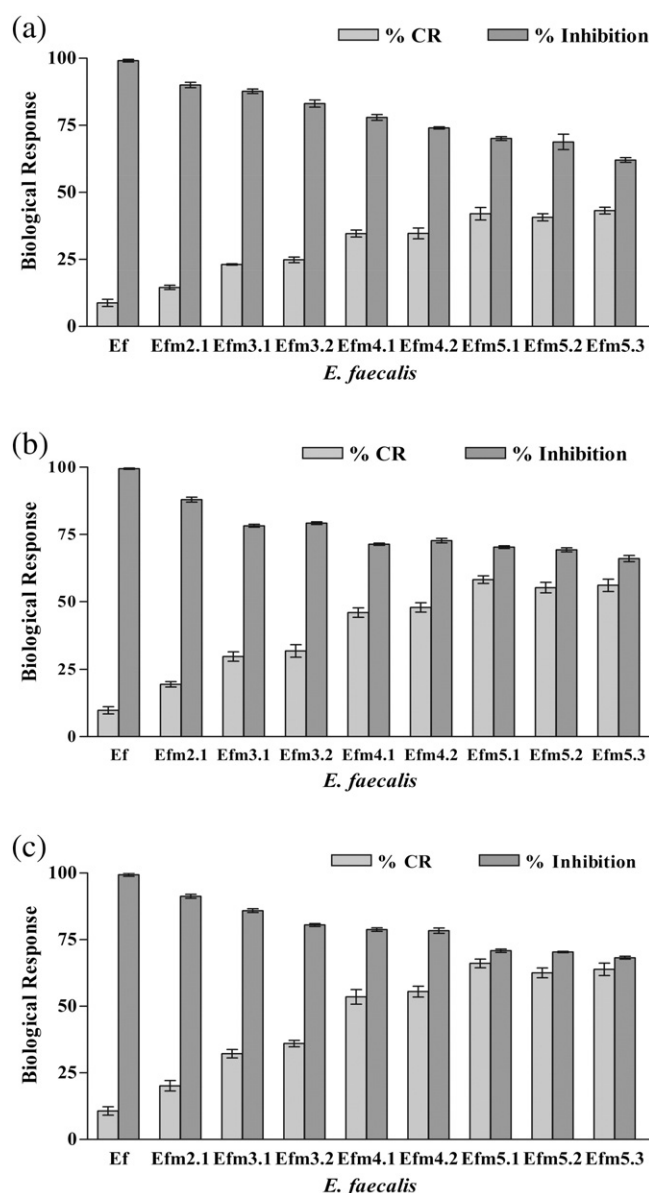 (a)
% CR % Inhibition
100
75
50
25
0
Biological Response
Ef Efm2.1 Efm3.1 Efm3.2 Efm4.1 Efm4.2 Efm5.1 Efm5.2 Efm5.3
E. faecalis
(b)
% CR % Inhibition
100
75
50
25
0
Biological Response
Ef Efm2.1 Efm3.1 Efm3.2 Efm4.1 Efm4.2 Efm5.1 Efm5.2 Efm5.3
E. faecalis
(c)
% CR % Inhibition
100
75
50
25
0
Biological Response
Ef Efm2.1 Efm3.1 Efm3.2 Efm4.1 Efm4.2 Efm5.1 Efm5.2 Efm5.3
E. faecalis